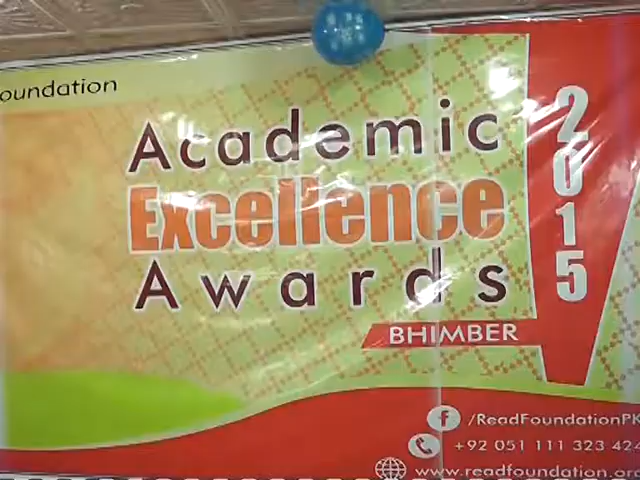 oundation
Academic
Excellence
Awards
2015
BHIMBER
/ReadFoundationPK
+92 051 111 323 424
www.readfoundation.org